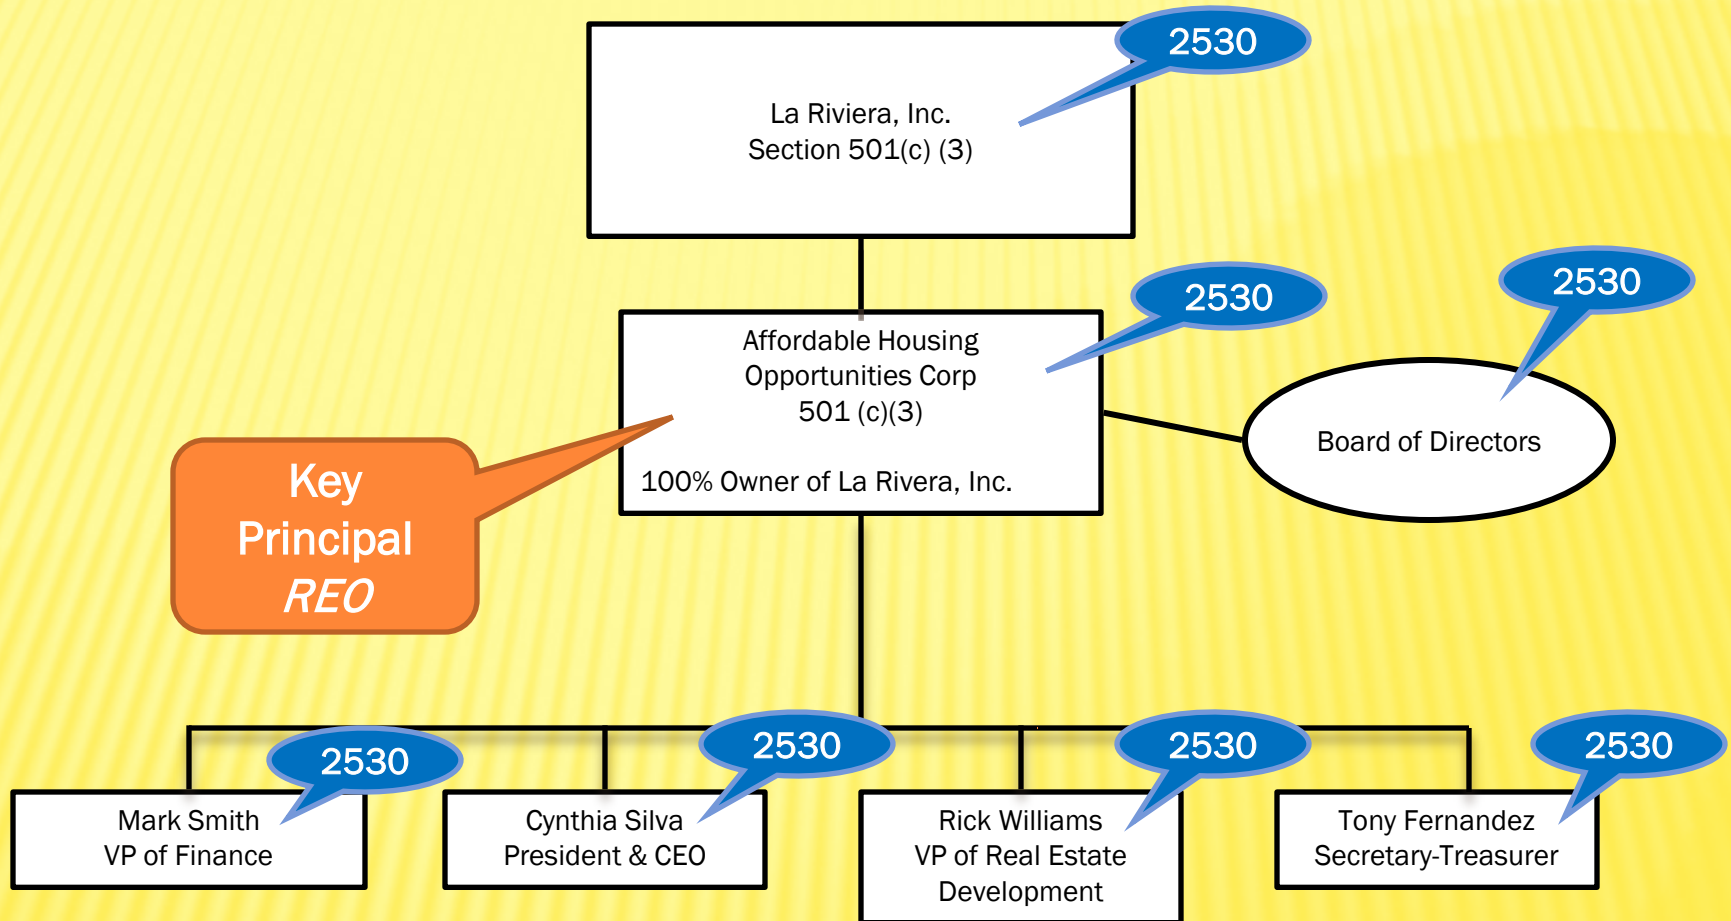 2530
La Riviera, Inc.
Section 501(c) (3)
2530
2530
Affordable Housing
Opportunities Corp
501 (c)(3)
100% Owner of La Rivera, Inc.
Board of Directors
Key
Principal
REO
2530
2530
2530
2530
Mark Smith
VP of Finance
Cynthia Silva
President & CEO
Rick Williams
VP of Real Estate
Development
Tony Fernandez
Secretary-Treasurer